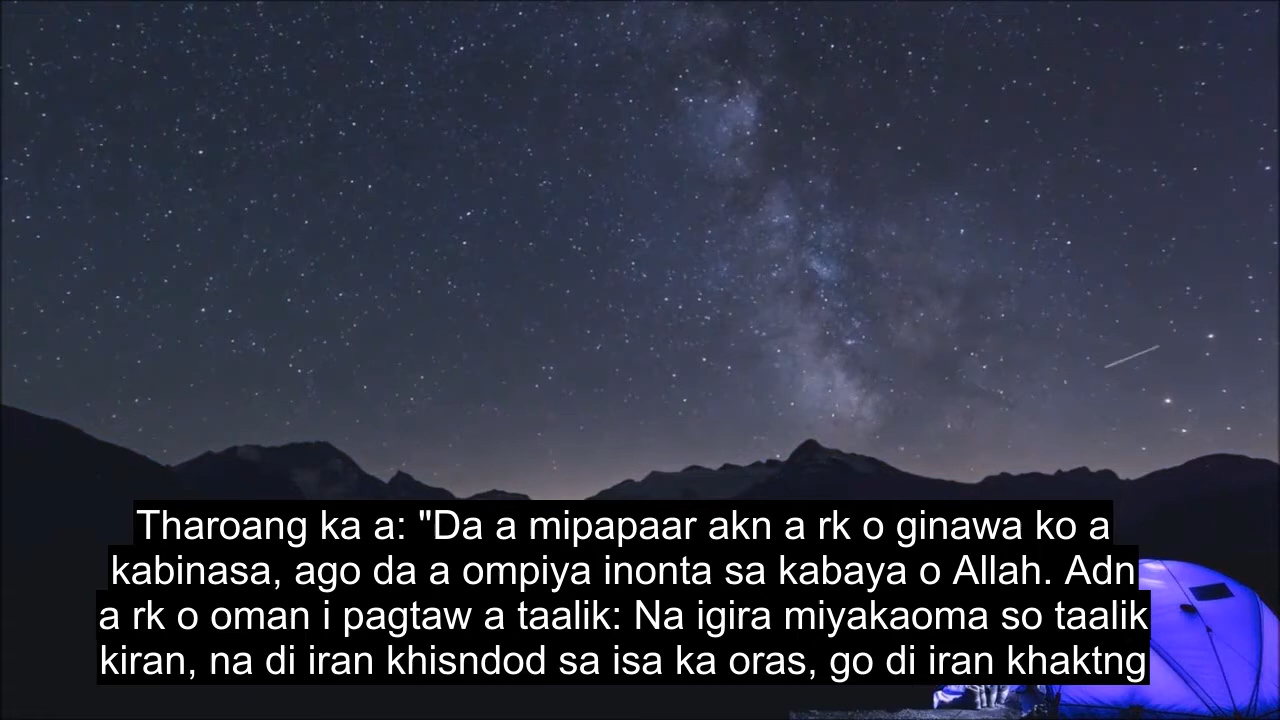 Tharoang ka a: "Da a mipapaar akn a rk o ginawa ko a
kabinasa, ago da a ompiya inonta sa kabaya o Allah. Adn
a rk o oman i pagtaw a taalik: Na igira miyakaoma so taalik
kiran, na di iran khisndod sa isa ka oras, go di iran khaktng